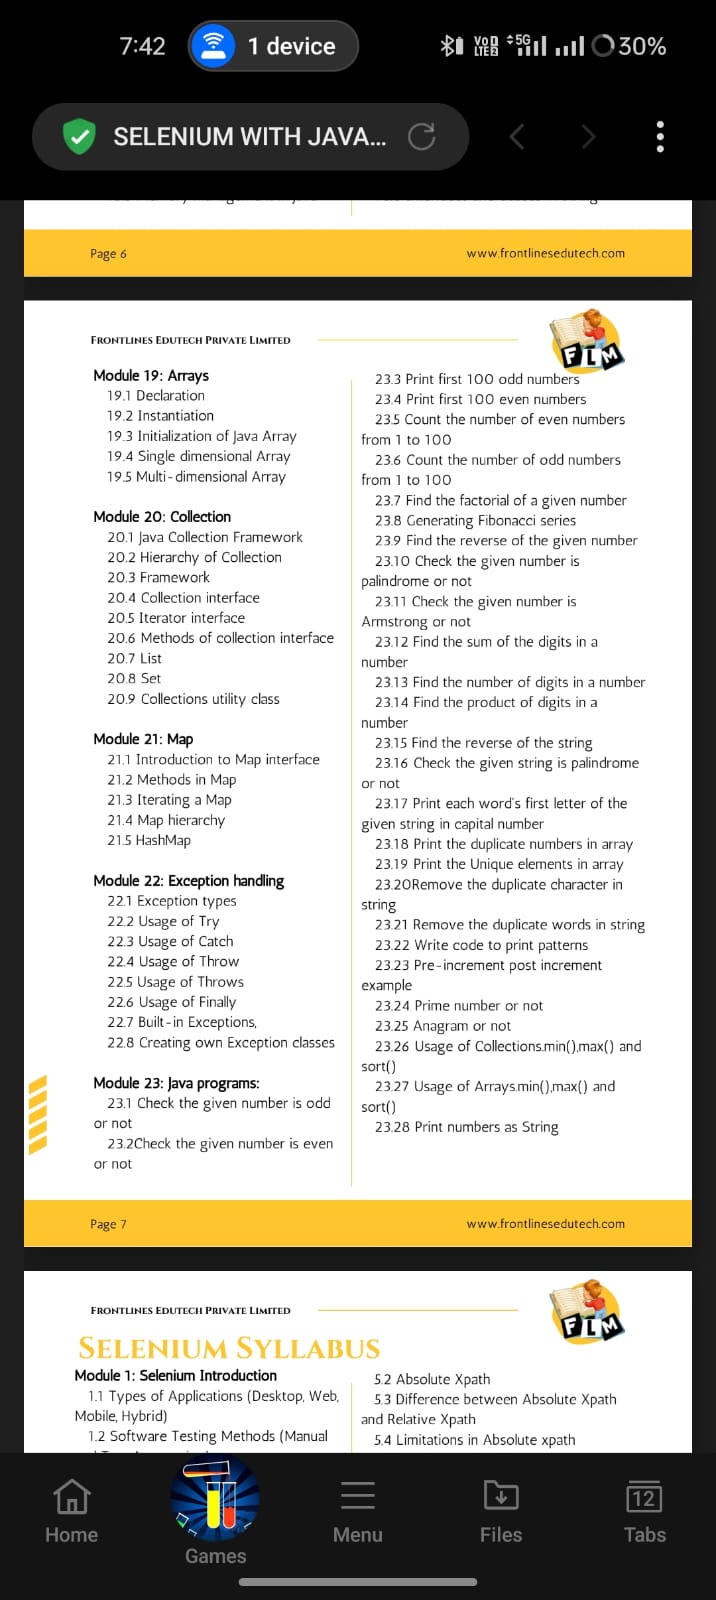 7:42
1 device
VoD LTE2
5G
30%
SELENIUM WITH JAVA...
Page 6
www.frontlinesedutech.com
FRONTLINES EDUTECH PRIVATE LIMITED
FLM
Module 19: Arrays
19.1 Declaration
19.2 Instantiation
19.3 Initialization of Java Array
19.4 Single dimensional Array
19.5 Multi-dimensional Array
Module 20: Collection
20.1 Java Collection Framework
20.2 Hierarchy of Collection
20.3 Framework
20.4 Collection interface
20.5 Iterator interface
20.6 Methods of collection interface
20.7 List
20.8 Set
20.9 Collections utility class
Module 21: Map
21.1 Introduction to Map interface
21.2 Methods in Map
21.3 Iterating a Map
21.4 Map hierarchy
21.5 HashMap
Module 22: Exception handling
22.1 Exception types
22.2 Usage of Try
22.3 Usage of Catch
22.4 Usage of Throw
22.5 Usage of Throws
22.6 Usage of Finally
22.7 Built-in Exceptions,
22.8 Creating own Exception classes
Module 23: Java programs:
23.1 Check the given number is odd
or not
23.2Check the given number is even
or not
23.3 Print first 100 odd numbers
23.4 Print first 100 even numbers
23.5 Count the number of even numbers
from 1 to 100
23.6 Count the number of odd numbers
from 1 to 100
23.7 Find the factorial of a given number
23.8 Generating Fibonacci series
23.9 Find the reverse of the given number
23.10 Check the given number is
palindrome or not
23.11 Check the given number is
Armstrong or not
23.12 Find the sum of the digits in a
number
23.13 Find the number of digits in a number
23.14 Find the product of digits in a
number
23.15 Find the reverse of the string
23.16 Check the given string is palindrome
or not
23.17 Print each word's first letter of the
given string in capital number
23.18 Print the duplicate numbers in array
23.19 Print the Unique elements in array
23.20Remove the duplicate character in
string
23.21 Remove the duplicate words in string
23.22 Write code to print patterns
23.23 Pre-increment post increment
example
23.24 Prime number or not
23.25 Anagram or not
23.26 Usage of Collections.min(),max() and
sort()
23.27 Usage of Arrays.min(),max() and
sort()
23.28 Print numbers as String
Page 7
www.frontlinesedutech.com
FRONTLINES EDUTECH PRIVATE LIMITED
FLM
SELENIUM SYLLABUS
Module 1: Selenium Introduction
1.1 Types of Applications (Desktop, Web,
Mobile, Hybrid)
1.2 Software Testing Methods (Manual
5.2 Absolute Xpath
5.3 Difference between Absolute Xpath
and Relative Xpath
5.4 Limitations in Absolute xpath
Home
Games
Menu
Files
12
Tabs